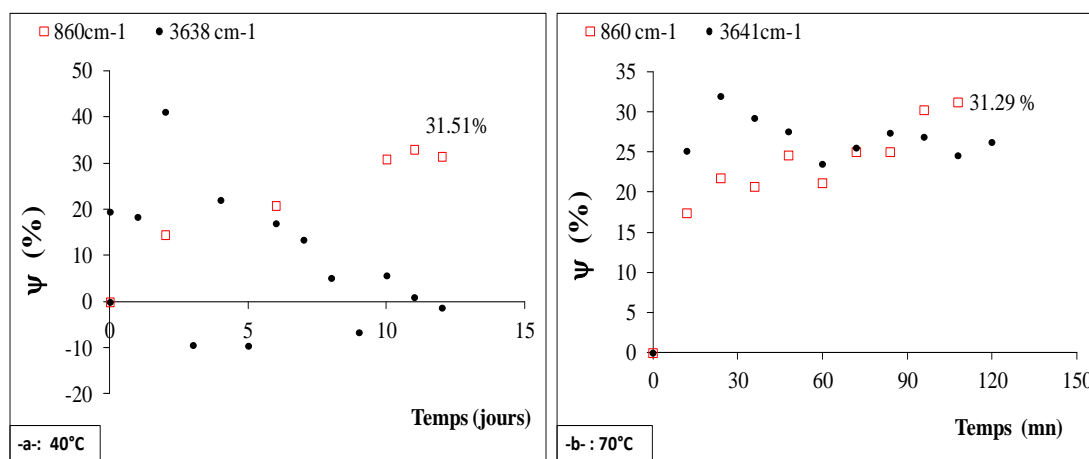 860cm-1 3638 cm-1
50
40
30
20
10
0
-10
-20
0 5 10 15
31.51%
ψ (%)
Temps (jours)
-a-: 40°C
860 cm-1 3641cm-1
35
30
25
20
15
10
5
0
0 30 60 90 120 150
31.29 %
ψ (%)
Temps (mn)
-b- : 70°C